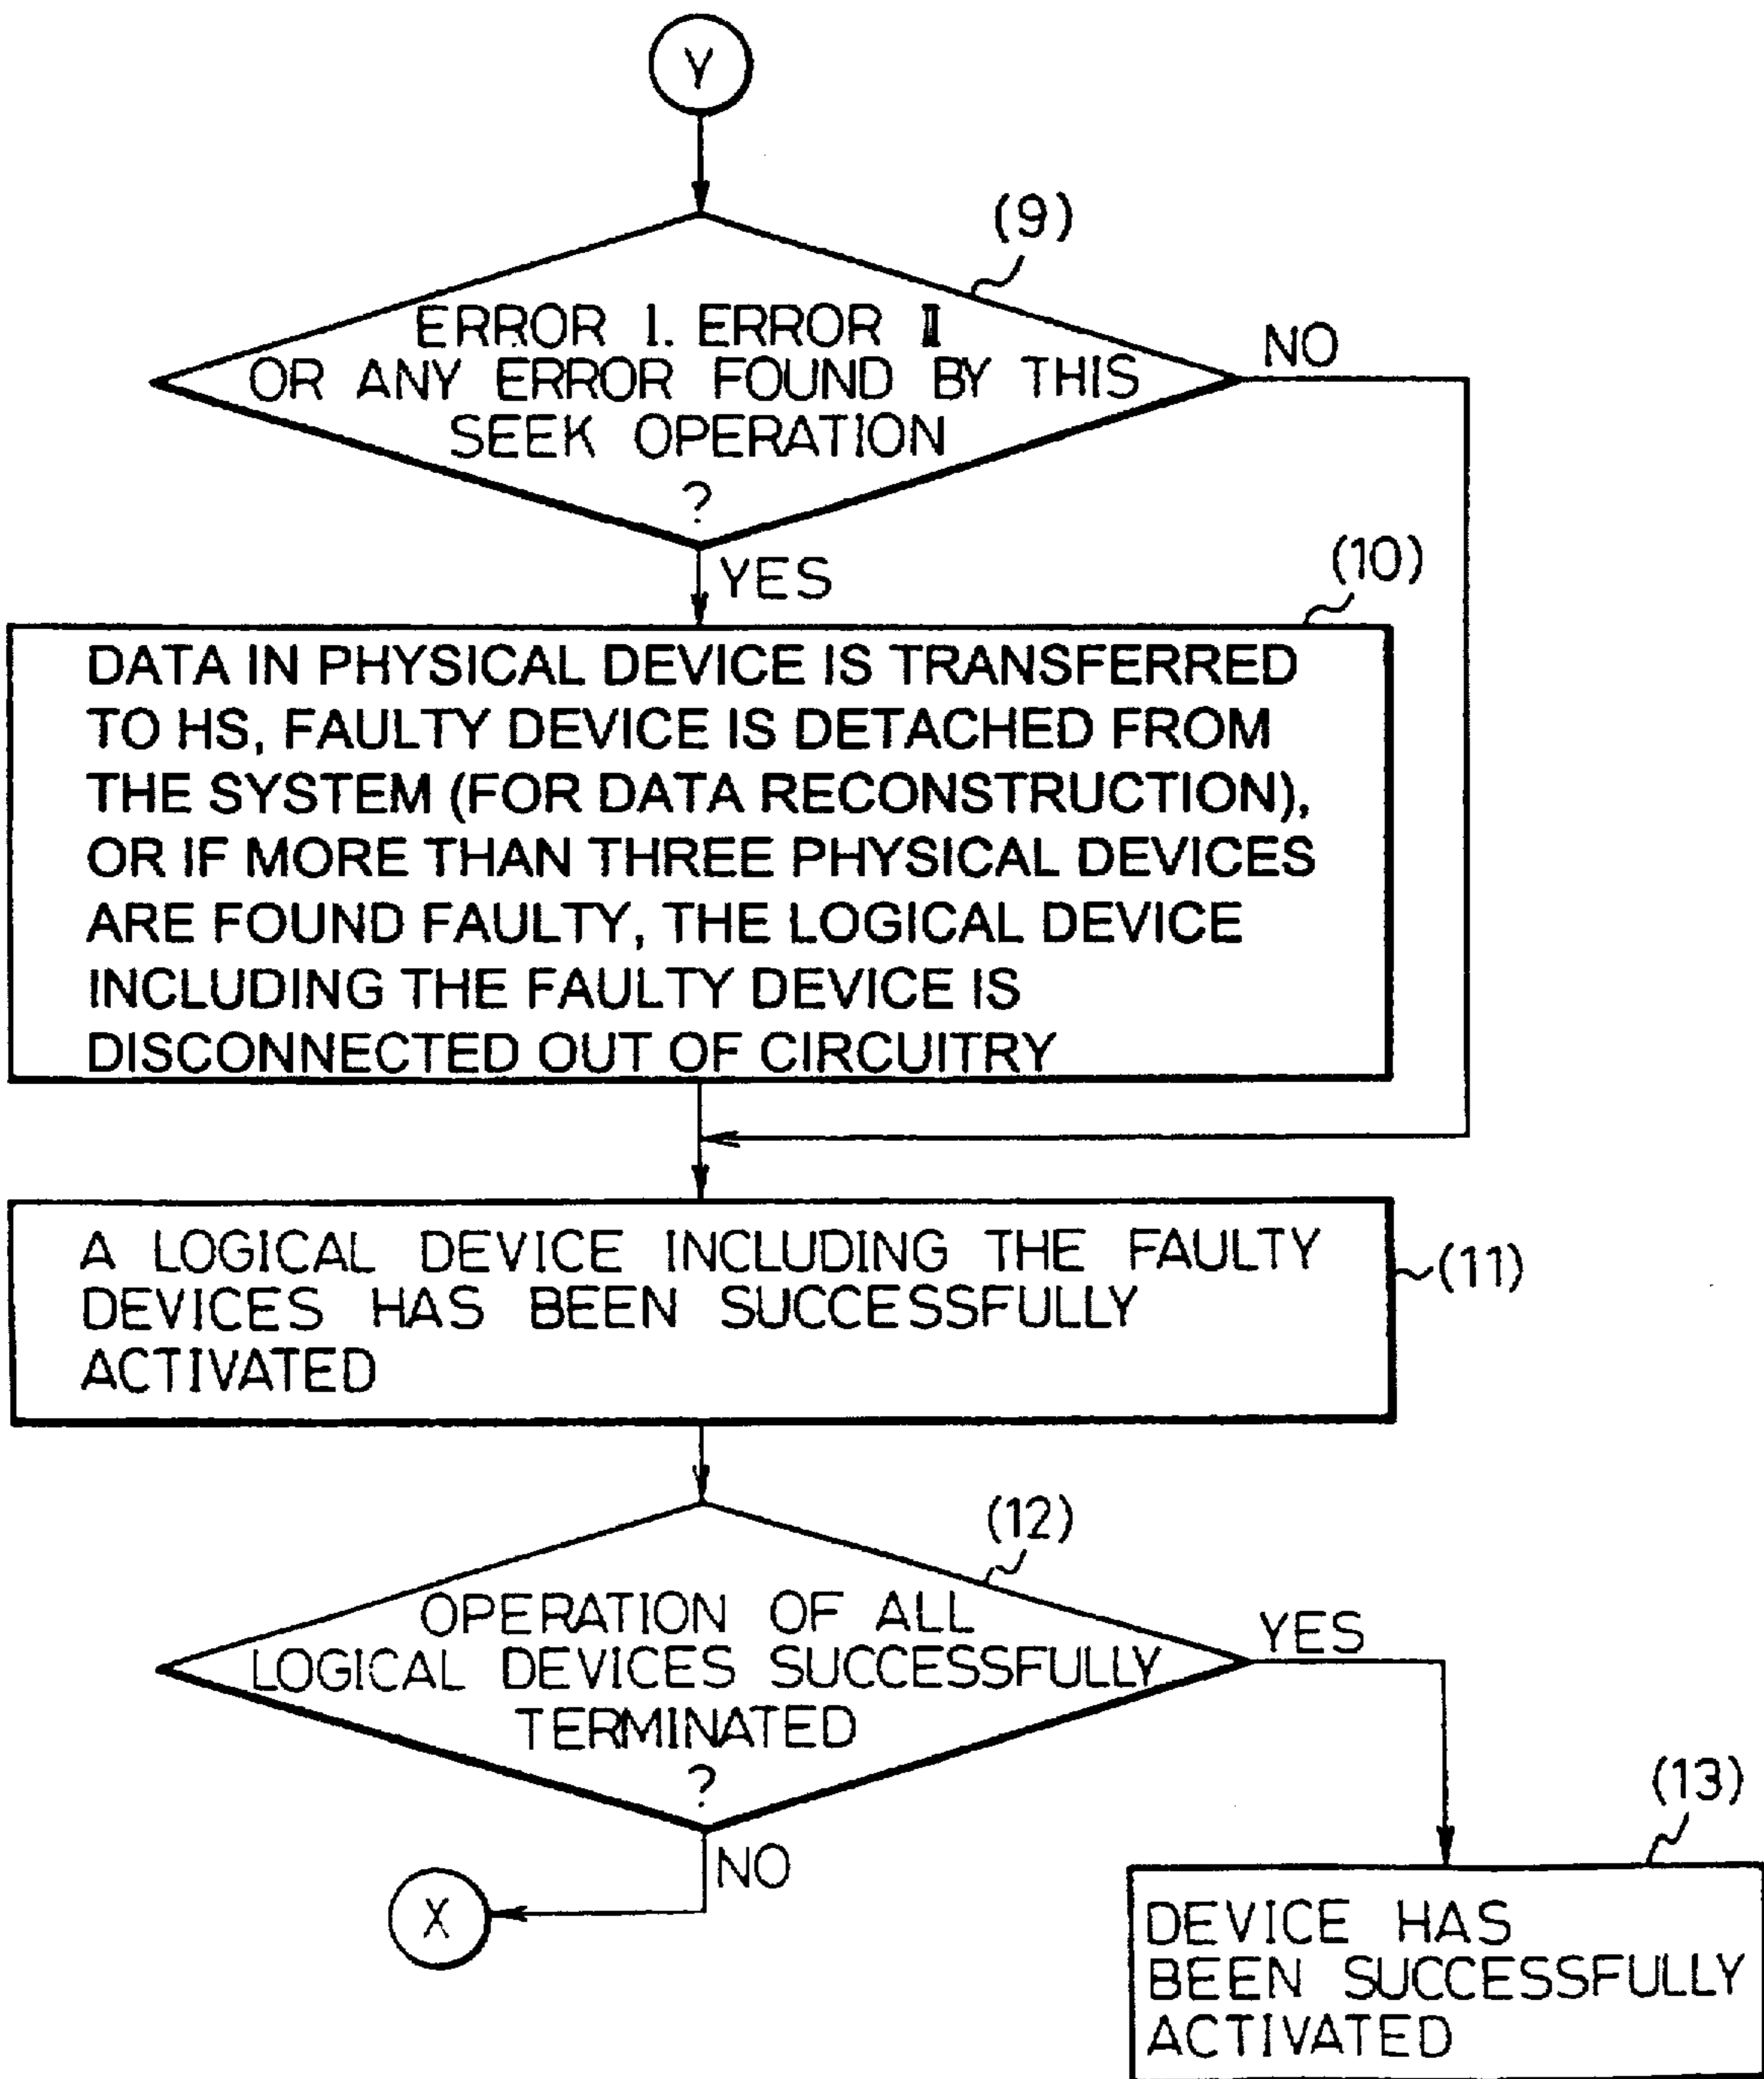 Y
(9)
ERROR I. ERROR II
OR ANY ERROR FOUND BY THIS
SEEK OPERATION
?
NO
YES
(10)
DATA IN PHYSICAL DEVICE IS TRANSFERRED
TO HS, FAULTY DEVICE IS DETACHED FROM
THE SYSTEM (FOR DATA RECONSTRUCTION),
OR IF MORE THAN THREE PHYSICAL DEVICES
ARE FOUND FAULTY, THE LOGICAL DEVICE
INCLUDING THE FAULTY DEVICE IS
DISCONNECTED OUT OF CIRCUITRY
A LOGICAL DEVICE INCLUDING THE FAULTY
DEVICES HAS BEEN SUCCESSFULLY
ACTIVATED
(11)
(12)
OPERATION OF ALL
LOGICAL DEVICES SUCCESSFULLY
TERMINATED
?
YES
NO
X
(13)
DEVICE HAS
BEEN SUCCESSFULLY
ACTIVATED